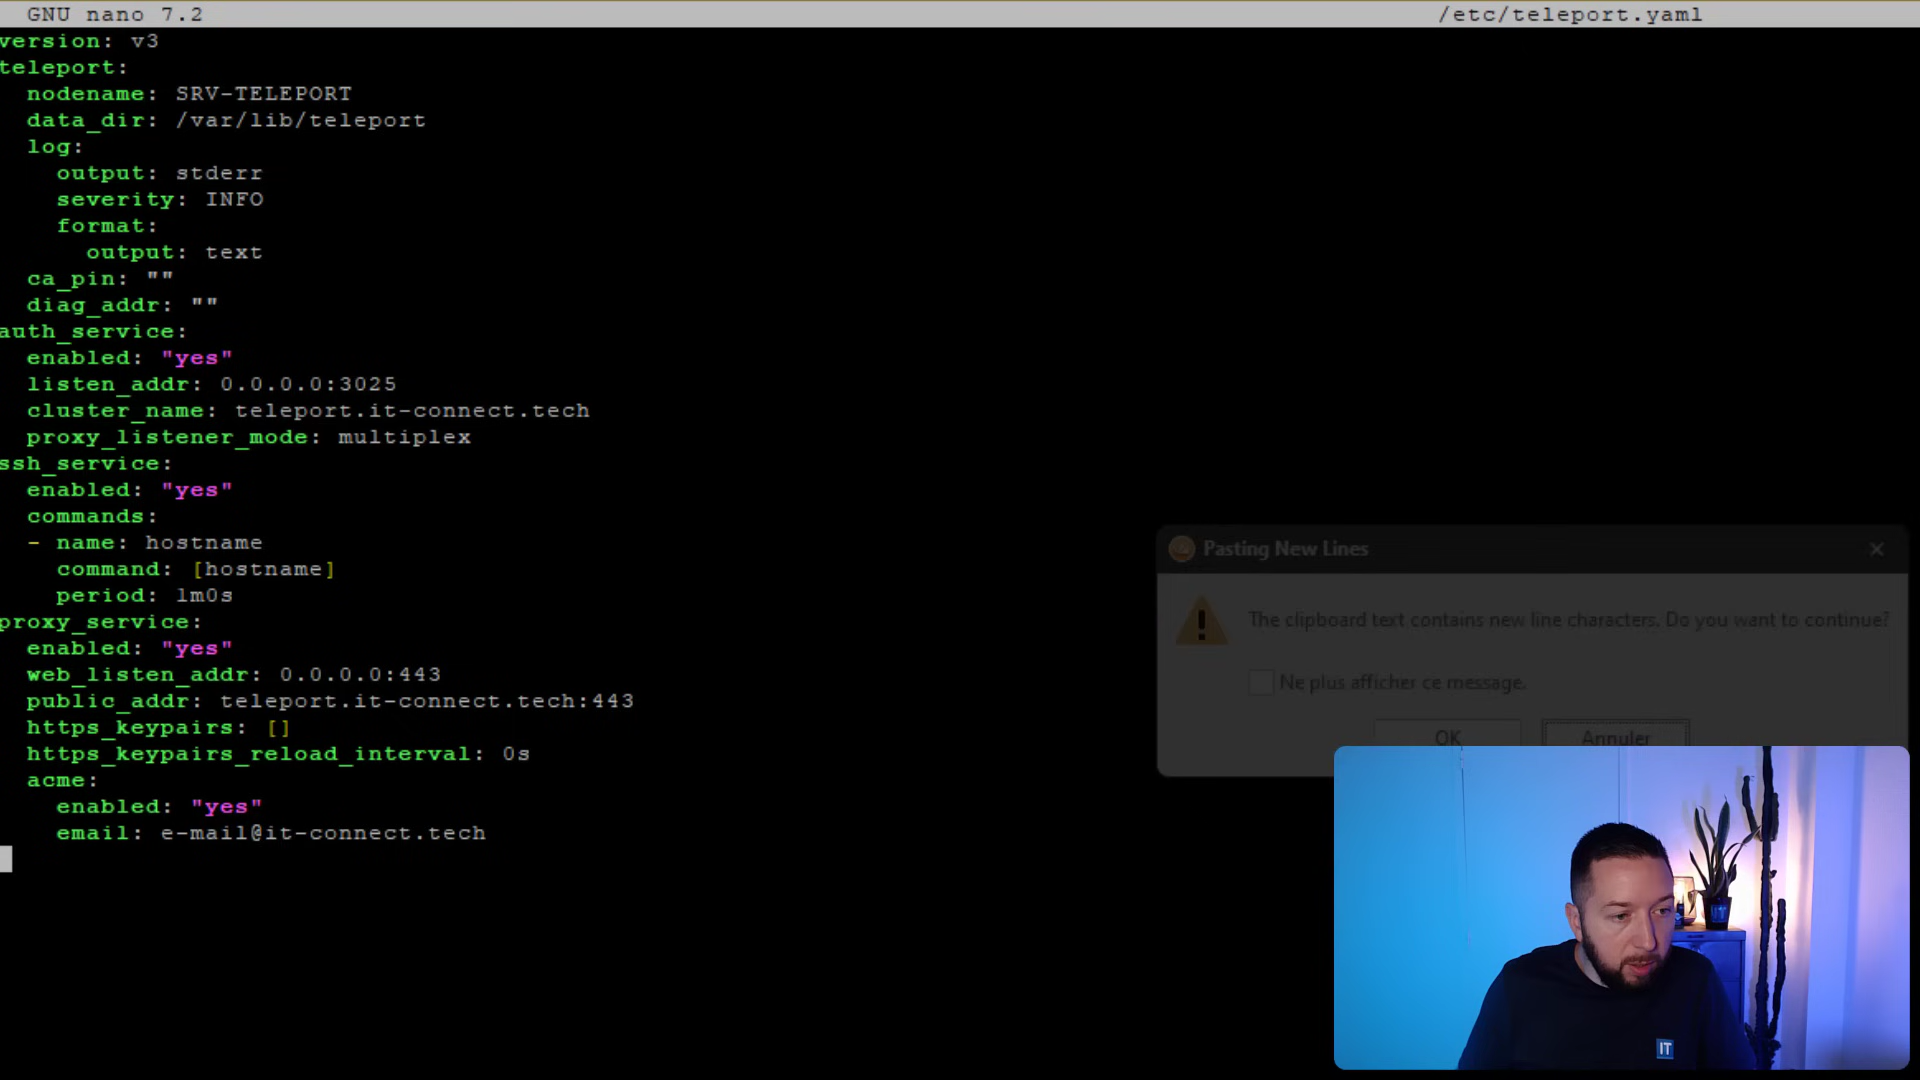 GNU nano 7.2 /etc/teleport.yaml
version: v3
teleport:
  nodename: SRV-TELEPORT
  data_dir: /var/lib/teleport
  log:
    output: stderr
    severity: INFO
    format:
      output: text
  ca_pin: ""
  diag_addr: ""
auth_service:
  enabled: "yes"
  listen_addr: 0.0.0.0:3025
  cluster_name: teleport.it-connect.tech
  proxy_listener_mode: multiplex
ssh_service:
  enabled: "yes"
  commands:
  - name: hostname
    command: [hostname]
    period: 1m0s
proxy_service:
  enabled: "yes"
  web_listen_addr: 0.0.0.0:443
  public_addr: teleport.it-connect.tech:443
  https_keypairs: []
  https_keypairs_reload_interval: 0s
  acme:
    enabled: "yes"
    email: e-mail@it-connect.tech
Pasting New Lines
The clipboard text contains new line characters. Do you want to continue?
Ne plus afficher ce message.
OK Annuler
IT